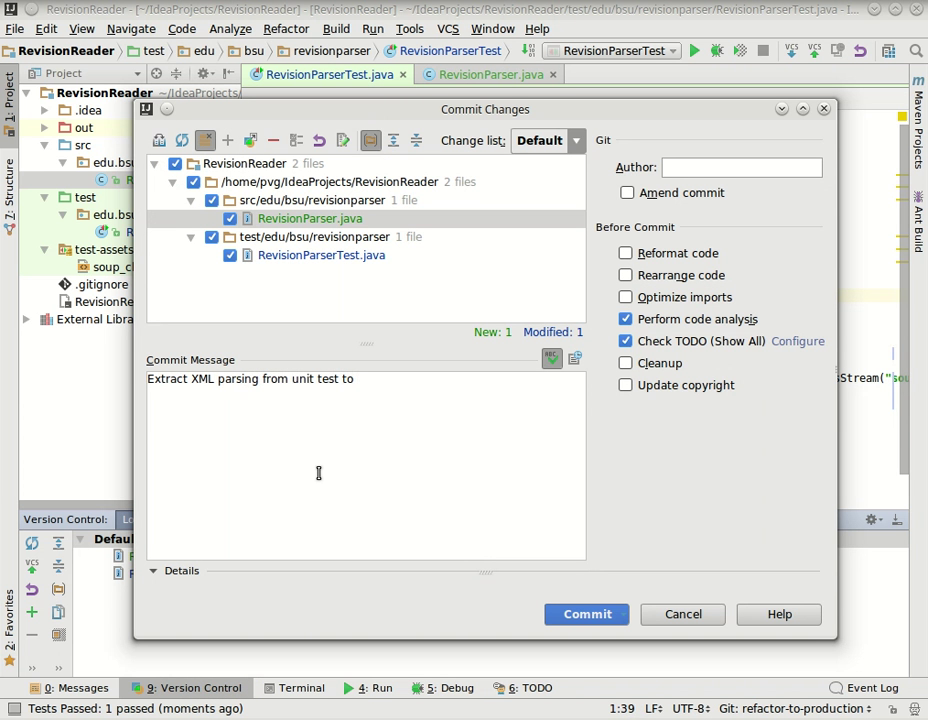 RevisionReader - [~/IdeaProjects/RevisionReader] - [RevisionReader] - ~/IdeaProjects/RevisionReader/test/edu/bsu/revisionparser/RevisionParserTest.java - I...
File Edit View Navigate Code Analyze Refactor Build Run Tools VCS Window Help
RevisionReader test edu bsu revisionparser RevisionParserTest RevisionParserTest
Project RevisionParserTest.java RevisionParser.java
RevisionReader ~/IdeaProjects/
.idea
out
src
edu.bsu
test
edu.bsu
test-assets
soup_c
.gitignore
RevisionRe
External Libra
1: Project
7: Structure
2: Favorites
Maven Projects
Ant Build
Commit Changes
Change list: Default
RevisionReader 2 files
/home/pvg/IdeaProjects/RevisionReader 2 files
src/edu/bsu/revisionparser 1 file
RevisionParser.java
test/edu/bsu/revisionparser 1 file
RevisionParserTest.java
New: 1 Modified: 1
Commit Message
Extract XML parsing from unit test to
Details
Git
Author:
Amend commit
Before Commit
Reformat code
Rearrange code
Optimize imports
Perform code analysis
Check TODO (Show All) Configure
Cleanup
Update copyright
Commit Cancel Help
sStream("so
Version Control: Lo
Defaul
0: Messages 9: Version Control Terminal 4: Run 5: Debug 6: TODO Event Log
Tests Passed: 1 passed (moments ago) 1:39 LF UTF-8 Git: refactor-to-production